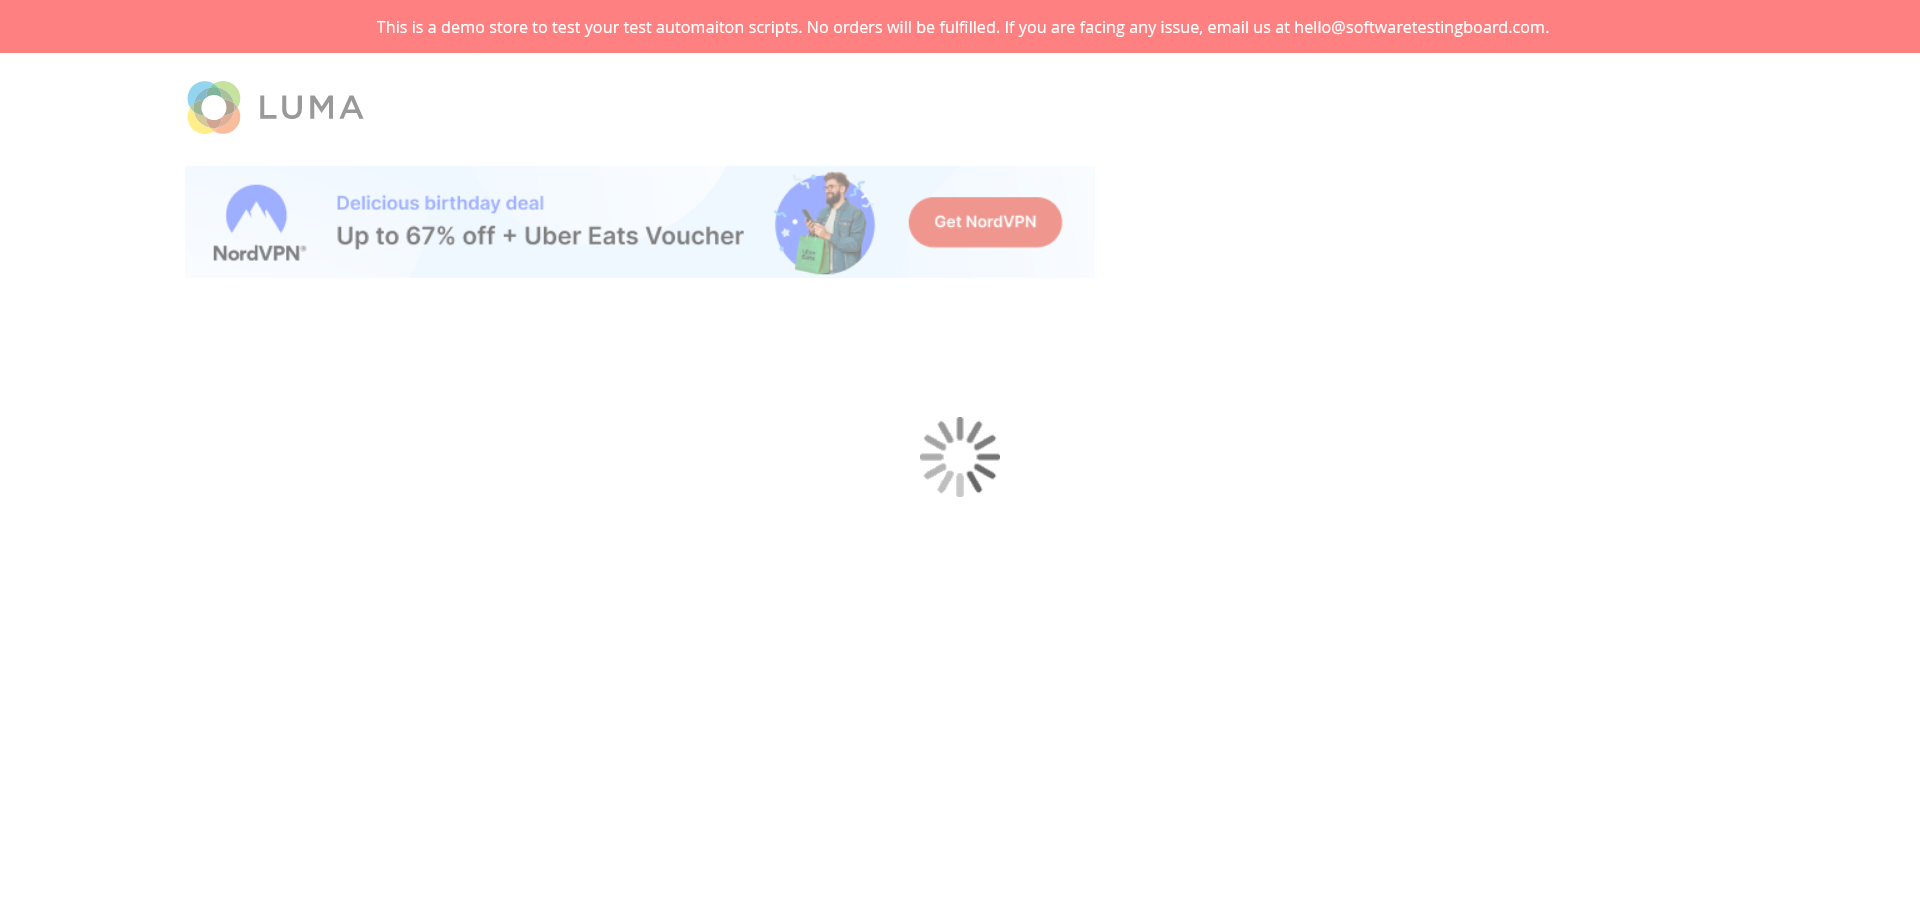 This is a demo store to test your test automaiton scripts. No orders will be fulfilled. If you are facing any issue, email us at hello@softwaretestingboard.com.
LUMA
NordVPN®
Delicious birthday deal
Up to 67% off + Uber Eats Voucher
Uber Eats
Get NordVPN